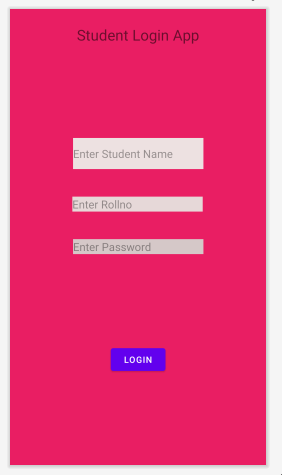 Student Login App
Enter Student Name
Enter Rollno
Enter Password
LOGIN